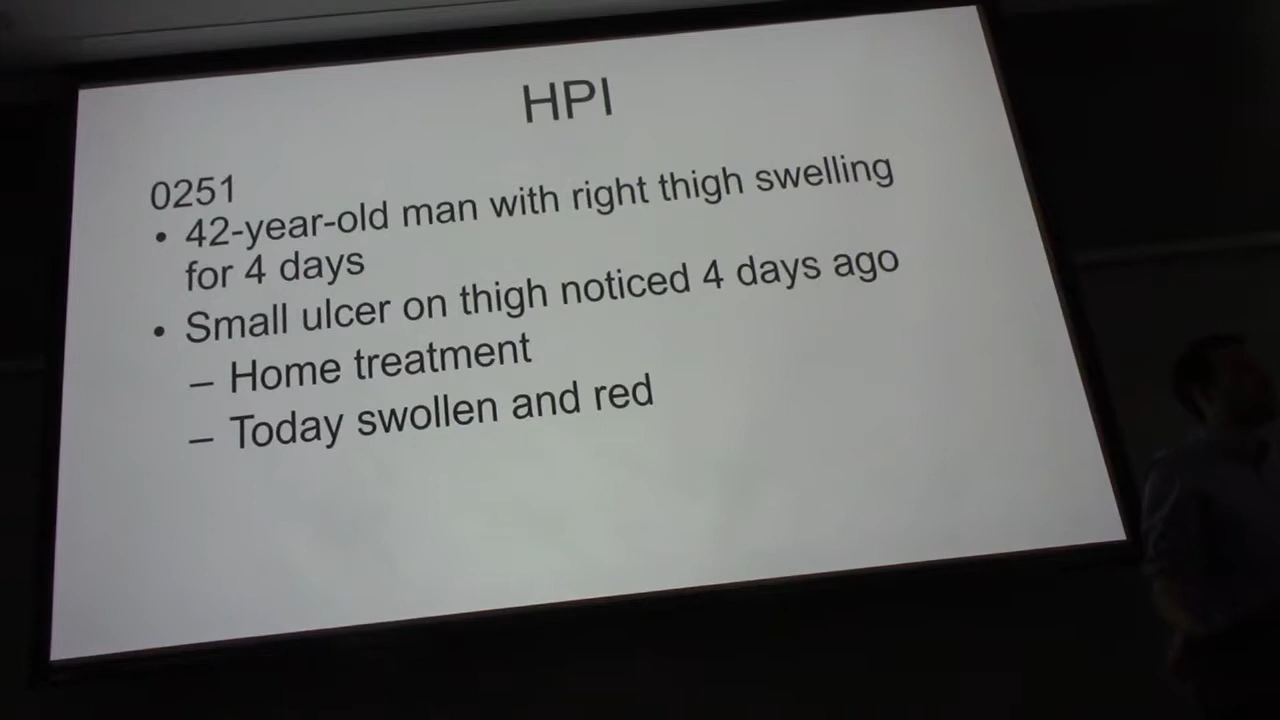 HPI
0251
• 42-year-old man with right thigh swelling
for 4 days
• Small ulcer on thigh noticed 4 days ago
– Home treatment
– Today swollen and red